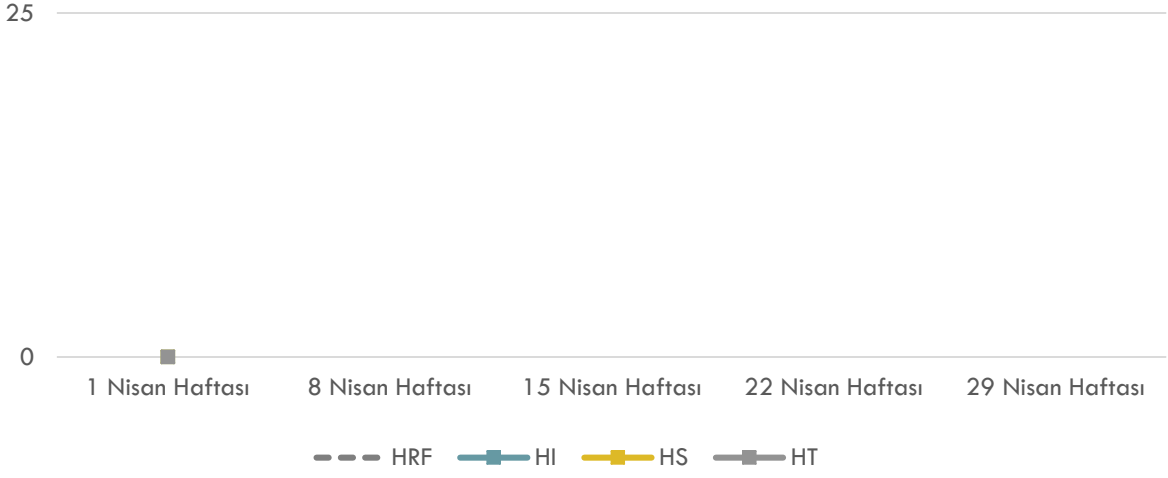 25
0
1 Nisan Haftası 8 Nisan Haftası 15 Nisan Haftası 22 Nisan Haftası 29 Nisan Haftası
HRF HI HS HT